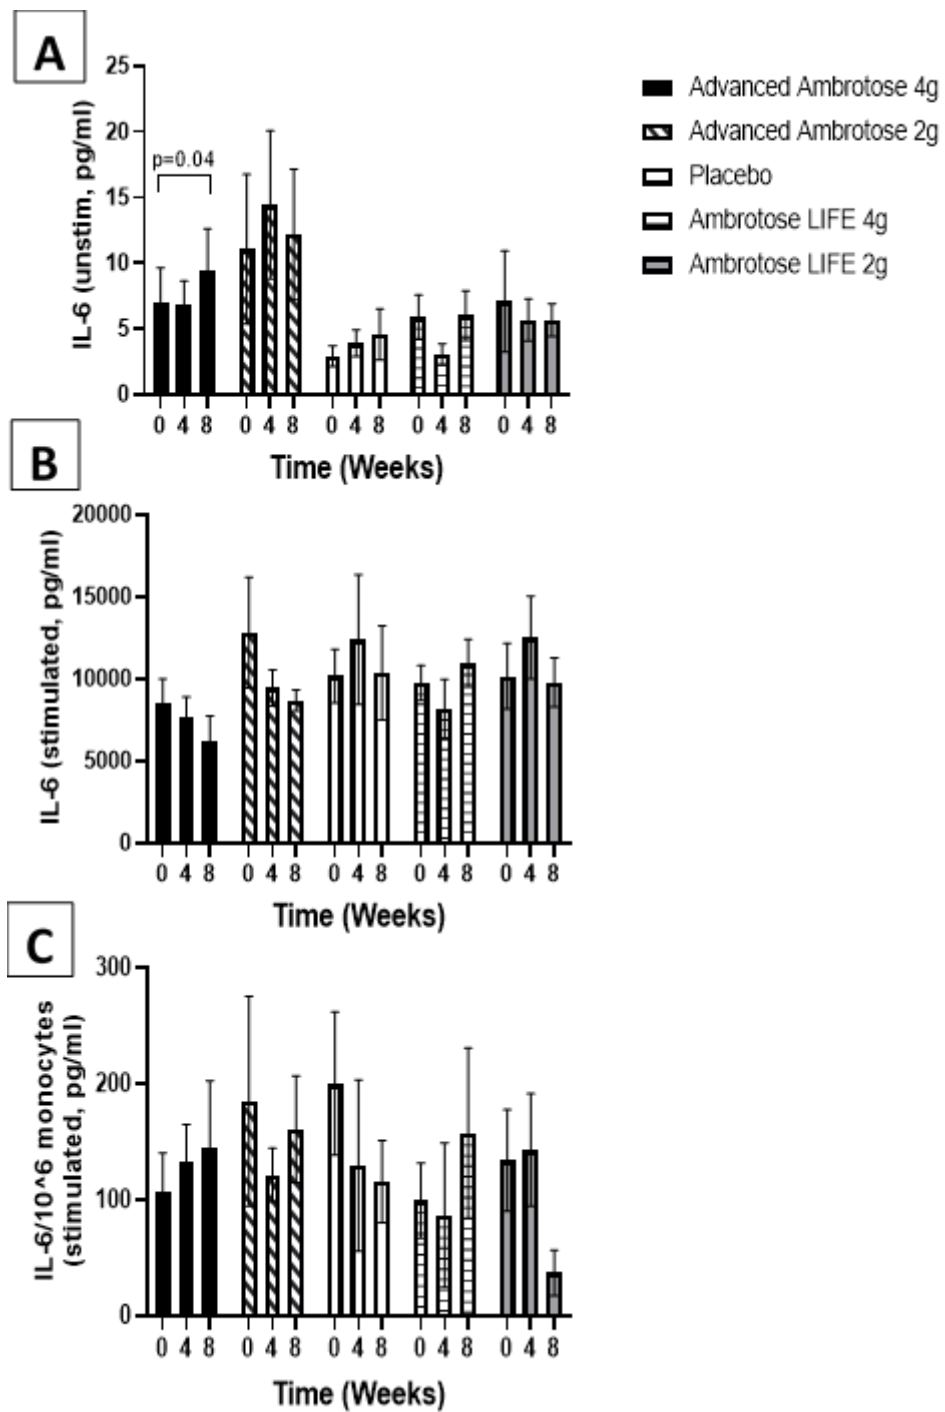 A
25
20
15
10
5
0
IL-6 (unstim, pg/ml)
p=0.04
0 4 8 0 4 8 0 4 8 0 4 8 0 4 8
Time (Weeks)
Advanced Ambrotose 4g
Advanced Ambrotose 2g
Placebo
Ambrotose LIFE 4g
Ambrotose LIFE 2g
B
20000
15000
10000
5000
0
IL-6 (stimulated, pg/ml)
0 4 8 0 4 8 0 4 8 0 4 8 0 4 8
Time (Weeks)
C
300
200
100
0
IL-6/10^6 monocytes
(stimulated, pg/ml)
0 4 8 0 4 8 0 4 8 0 4 8 0 4 8
Time (Weeks)